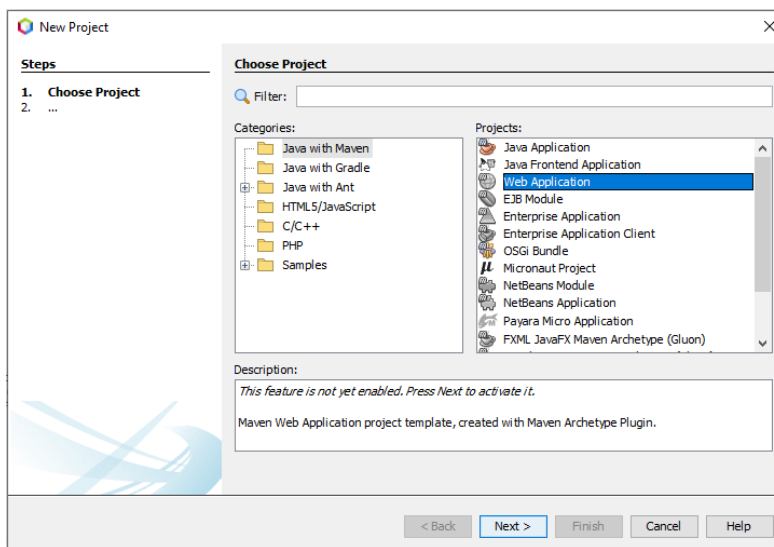 New Project
Steps
1. Choose Project
2. ...
Choose Project
Filter:
Categories:
Java with Maven
Java with Gradle
Java with Ant
HTML5/JavaScript
C/C++
PHP
Samples
Projects:
Java Application
Java Frontend Application
Web Application
EJB Module
Enterprise Application
Enterprise Application Client
OSGi Bundle
Micronaut Project
NetBeans Module
NetBeans Application
Payara Micro Application
FXML JavaFX Maven Archetype (Gluon)
Description:
This feature is not yet enabled. Press Next to activate it.
Maven Web Application project template, created with Maven Archetype Plugin.
< Back Next > Finish Cancel Help